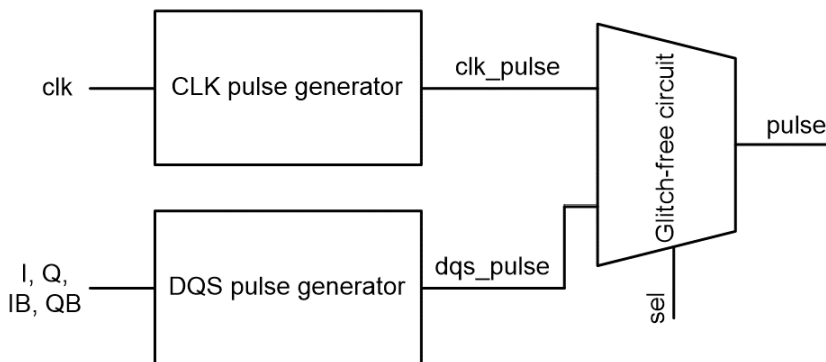 clk
CLK pulse generator
clk_pulse
Glitch-free circuit
pulse
I, Q,
IB, QB
DQS pulse generator
dqs_pulse
sel